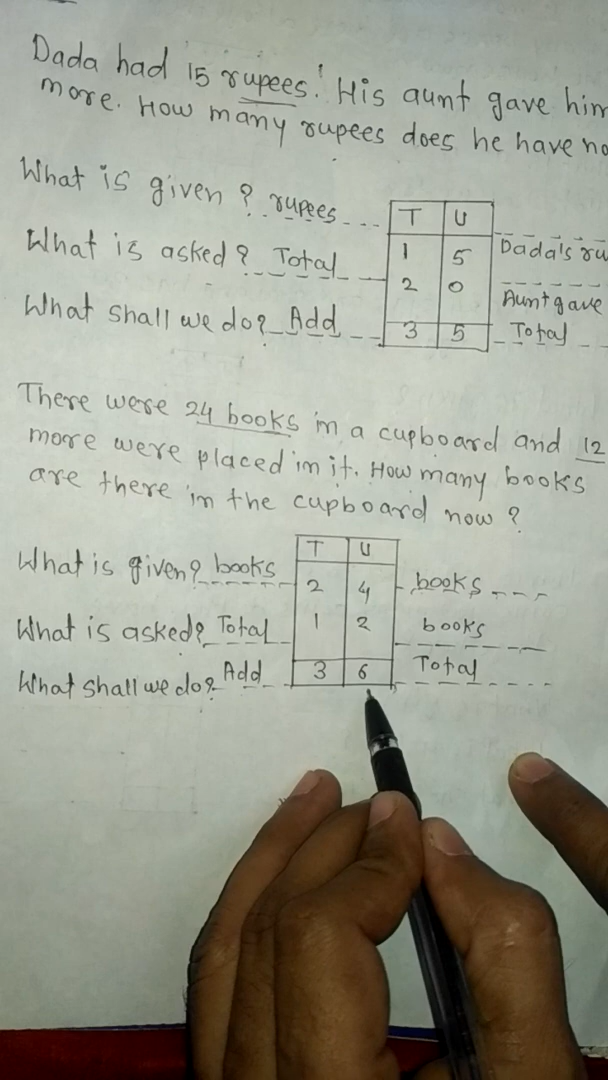 Dada had 15 rupees. His aunt gave him
more. How many rupees does he have
What is given? rupees
T U
1 5 Dada's
What is asked? Total
2 0 Aunt gave
What shall we do? Add
3 5 Total
There were 24 books in a cupboard and 12
more were placed in it. How many books
are there in the cupboard now?
T U
What is given? books
2 4 books
What is asked? Total
1 2 books
What shall we do? Add
3 6 Total